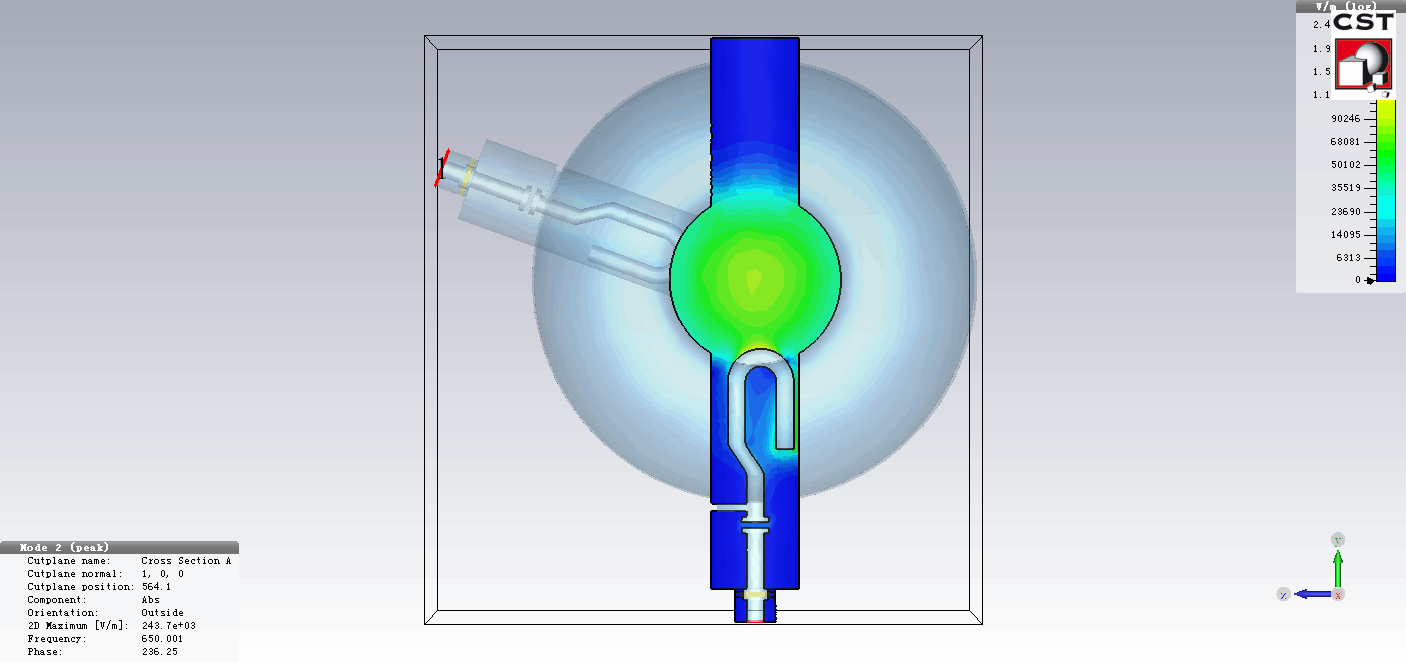 V/m (log)
CST
2.4
1.9
1.5
1.1
90246
68081
50102
35519
23690
14095
6313
0
1
Mode 2 (peak)
Cutplane name: Cross Section A
Cutplane normal: 1, 0, 0
Cutplane position: 564.1
Component: Abs
Orientation: Outside
2D Maximum [V/m]: 243.7e+03
Frequency: 650.001
Phase: 236.25
Y
Z
X